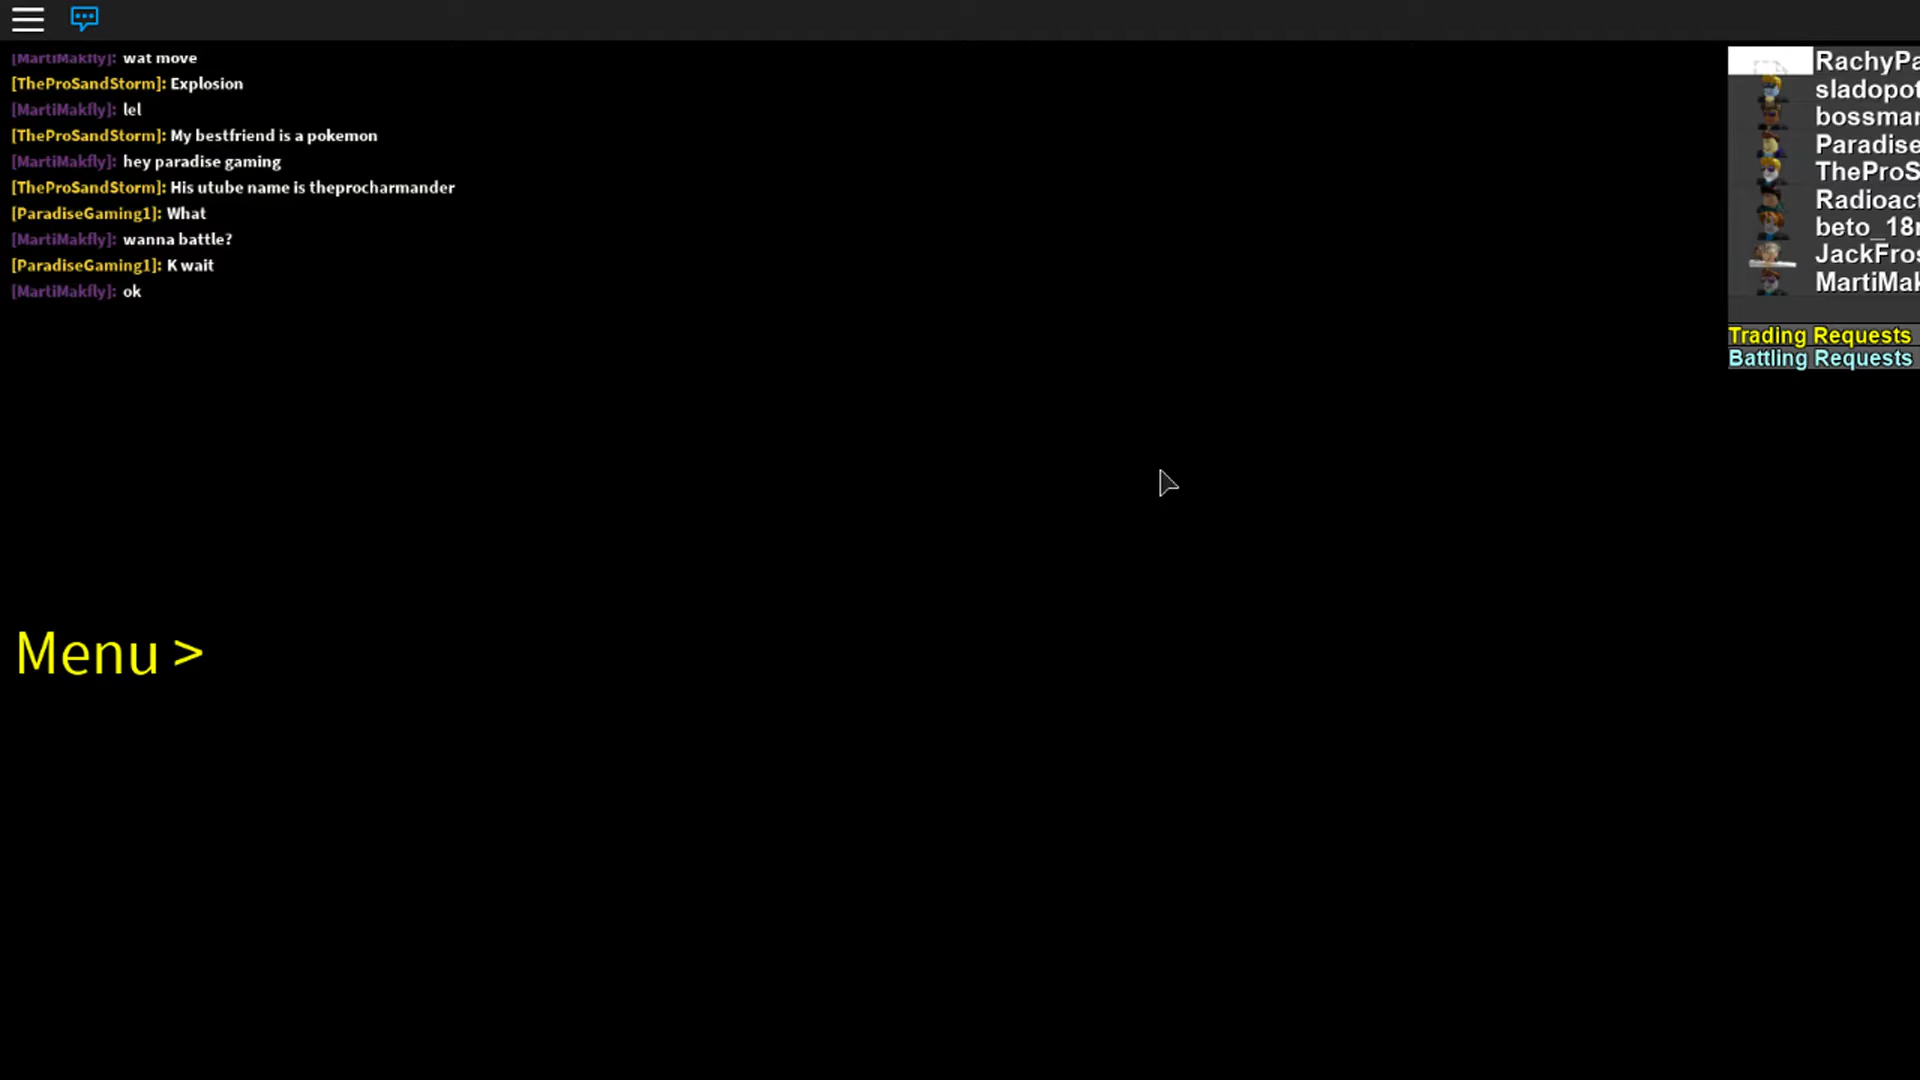 [MartiMakfly]: wat move
[TheProSandStorm]: Explosion
[MartiMakfly]: lel
[TheProSandStorm]: My bestfriend is a pokemon
[MartiMakfly]: hey paradise gaming
[TheProSandStorm]: His utube name is theprocharmander
[ParadiseGaming1]: What
[MartiMakfly]: wanna battle?
[ParadiseGaming1]: K wait
[MartiMakfly]: ok
RachyPa
sladopot
bossmar
Paradise
TheProS
Radioact
beto_18r
JackFros
MartiMak
Trading Requests
Battling Requests
Menu >